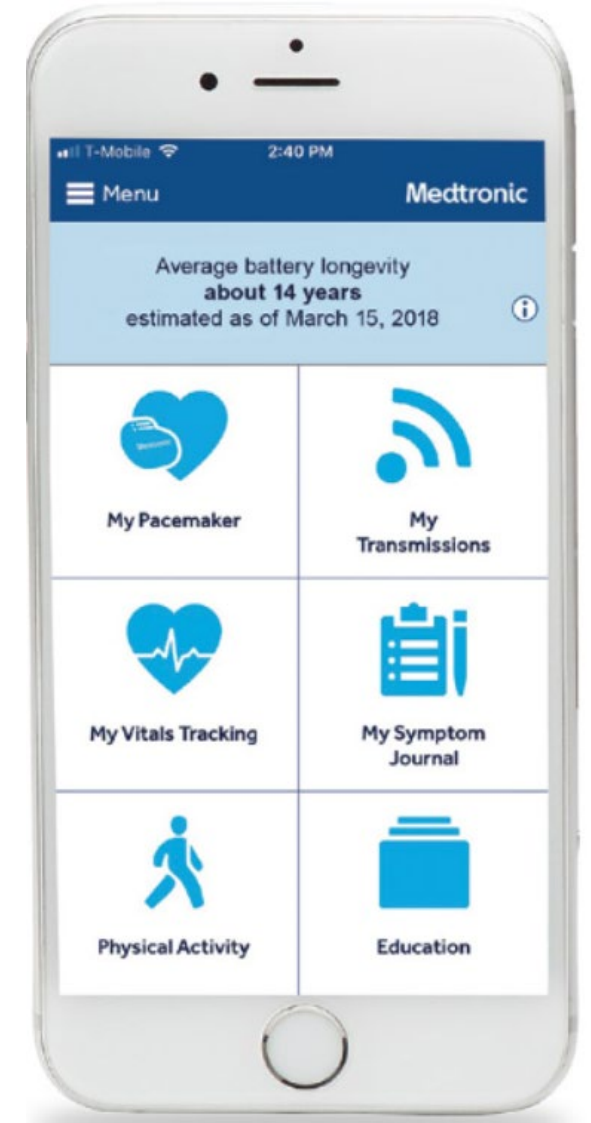 T-Mobile 2:40 PM
Menu Medtronic
Average battery longevity
about 14 years
estimated as of March 15, 2018
My Pacemaker
My
Transmissions
My Vitals Tracking
My Symptom
Journal
Physical Activity
Education